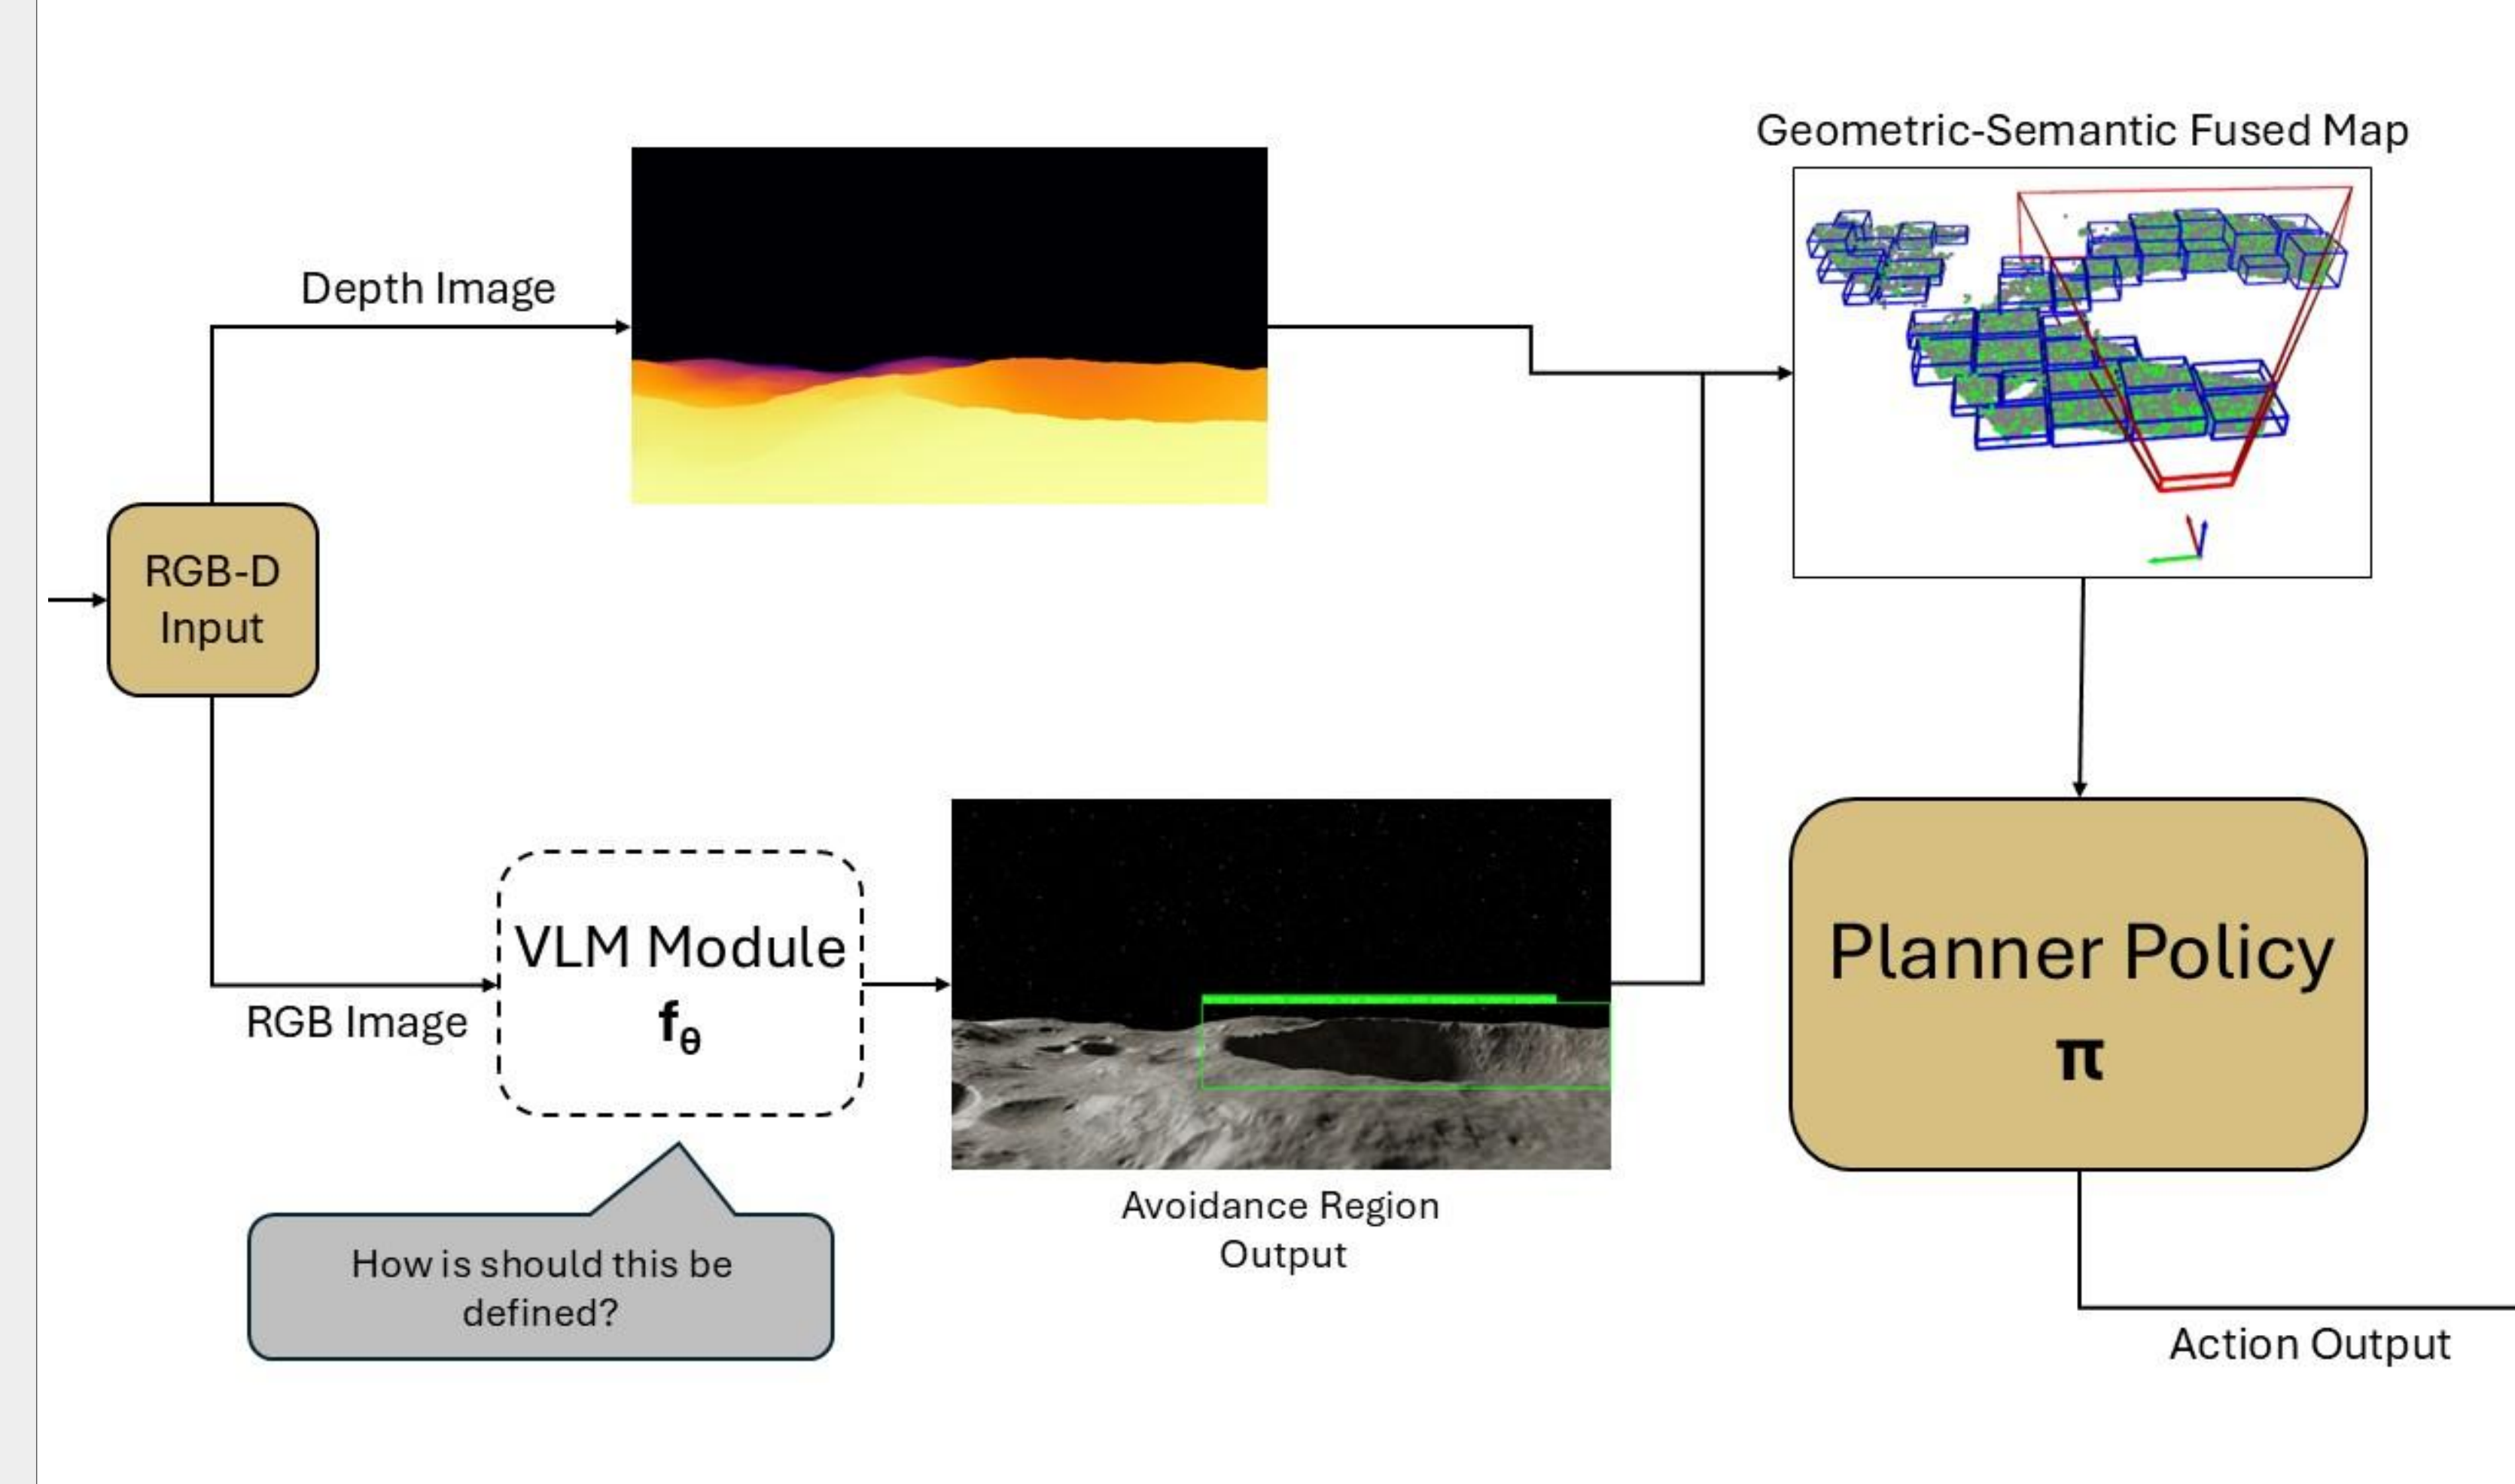 Geometric-Semantic Fused Map
Depth Image
RGB-D
Input
VLM Module
fθ
RGB Image
Planner Policy
π
Avoidance Region
Output
How is should this be
defined?
Action Output